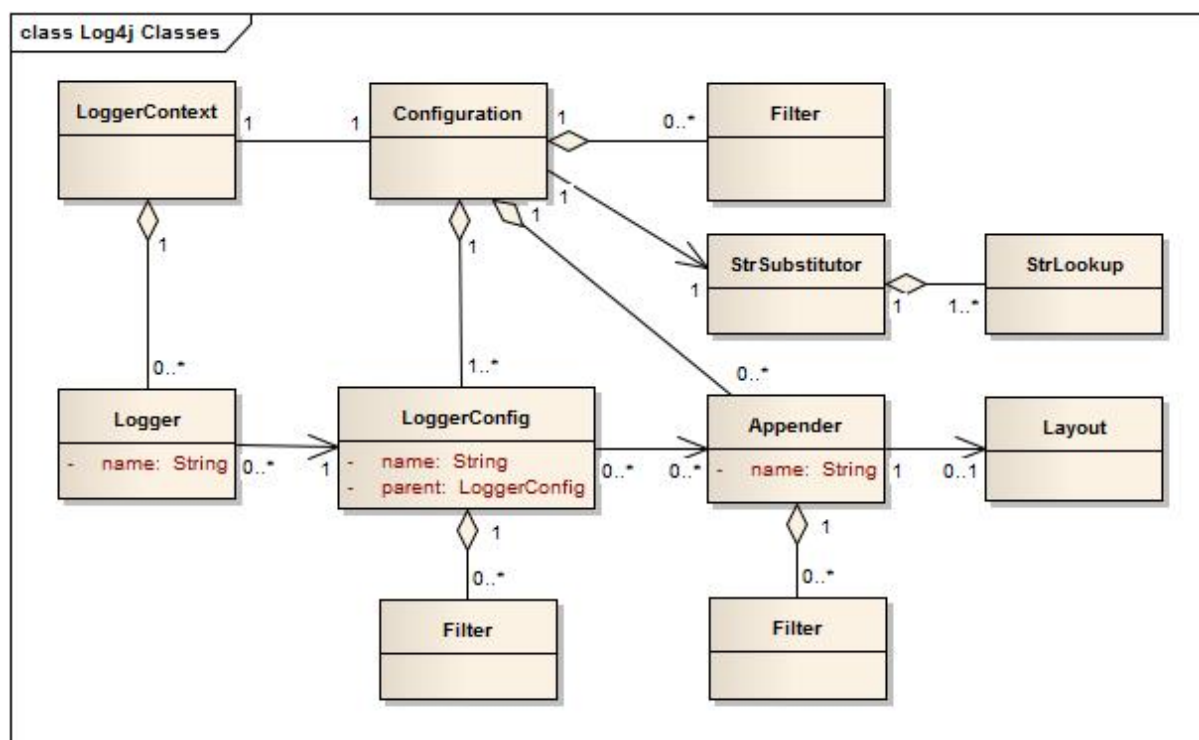 class Log4j Classes
LoggerContext
1
1
Configuration
1
0..*
Filter
1
1
1
1
1
StrSubstitutor
1
1..*
StrLookup
0..*
1..*
0..*
Logger
- name: String
0..*
1
LoggerConfig
- name: String
- parent: LoggerConfig
0..*
0..*
Appender
- name: String
1
0..1
Layout
1
0..*
Filter
1
0..*
Filter